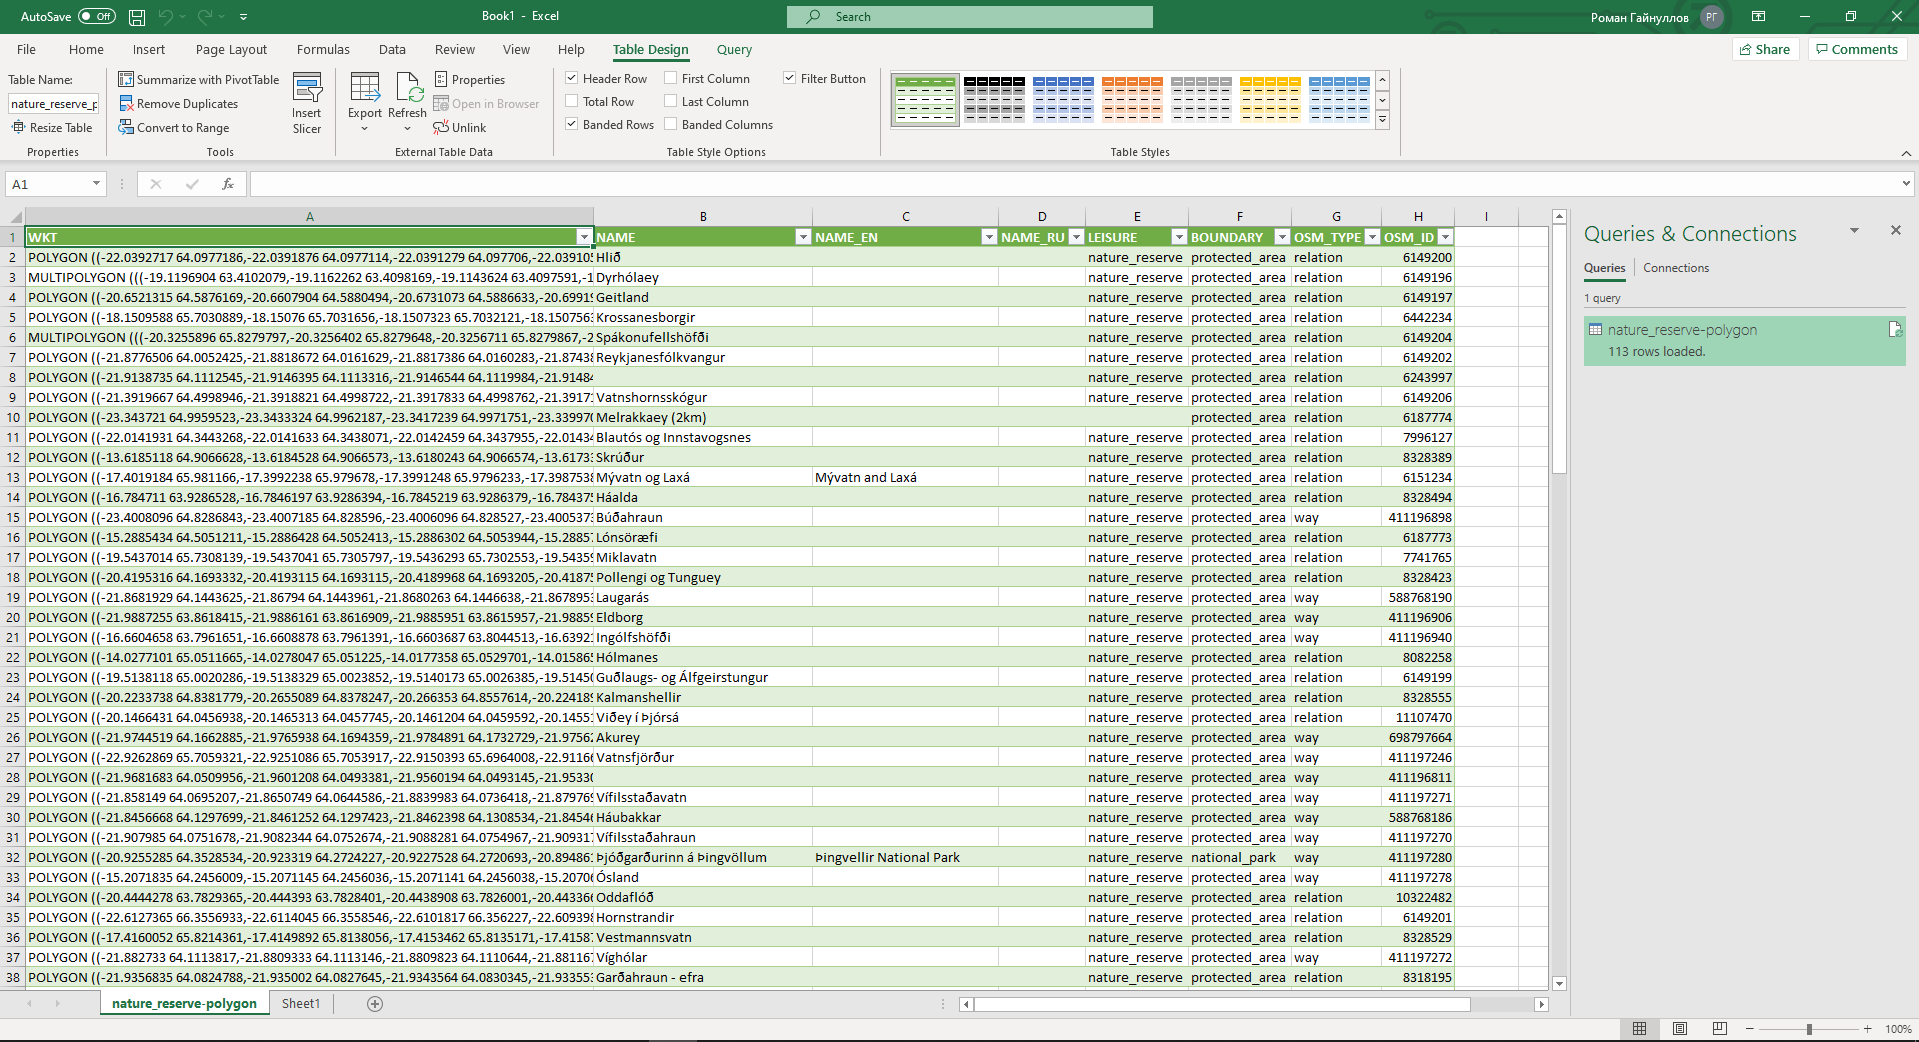 AutoSave Off
Book1 - Excel
Search
Роман Гайнуллов РГ
File Home Insert Page Layout Formulas Data Review View Help Table Design Query
Share Comments
Table Name:
nature_reserve_p
Resize Table
Properties
Summarize with PivotTable
Remove Duplicates
Convert to Range
Insert Slicer
Tools
Export Refresh
Properties
Open in Browser
Unlink
External Table Data
Header Row First Column Filter Button
Total Row Last Column
Banded Rows Banded Columns
Table Style Options
Table Styles
A1 fx
A B C D E F G H I
1 WKT NAME NAME_EN NAME_RU LEISURE BOUNDARY OSM_TYPE OSM_ID
2 POLYGON ((-22.0392717 64.0977186,-22.0391876 64.0977114,-22.0391279 64.097706,-22.039105 Hlið nature_reserve protected_area relation 6149200
3 MULTIPOLYGON (((-19.1196904 63.4102079,-19.1162262 63.4098169,-19.1143624 63.4097591,-1 Dyrhólaey nature_reserve protected_area relation 6149196
4 POLYGON ((-20.6521315 64.5876169,-20.6607904 64.5880494,-20.6731073 64.5886633,-20.69919 Geitland nature_reserve protected_area relation 6149197
5 POLYGON ((-18.1509588 65.7030889,-18.15076 65.7031656,-18.1507323 65.7032121,-18.1507563 Krossanesborgir nature_reserve protected_area relation 6442234
6 MULTIPOLYGON (((-20.3255896 65.8279797,-20.3256402 65.8279648,-20.3256711 65.8279867,-2 Spákonufellshöfði nature_reserve protected_area relation 6149204
7 POLYGON ((-21.8776506 64.0052425,-21.8818672 64.0161629,-21.8817386 64.0160283,-21.87438 Reykjanesfólkvangur nature_reserve protected_area relation 6149202
8 POLYGON ((-21.9138735 64.1112545,-21.9146395 64.1113316,-21.9146544 64.1119984,-21.91484 nature_reserve protected_area relation 6243997
9 POLYGON ((-21.3919667 64.4998946,-21.3918821 64.4998722,-21.3917833 64.4998762,-21.39171 Vatnshornsskógur nature_reserve protected_area relation 6149206
10 POLYGON ((-23.343721 64.9959523,-23.3433324 64.9962187,-23.3417239 64.9971751,-23.339970 Melrakkaey (2km) protected_area relation 6187774
11 POLYGON ((-22.0141931 64.3443268,-22.0141633 64.3438071,-22.0142459 64.3437955,-22.01434 Blautós og Innstavogsnes nature_reserve protected_area relation 7996127
12 POLYGON ((-13.6185118 64.9066628,-13.6184528 64.9066573,-13.6180243 64.9066574,-13.61733 Skrúður nature_reserve protected_area relation 8328389
13 POLYGON ((-17.4019184 65.981166,-17.3992238 65.979678,-17.3991248 65.9796233,-17.3987538 Mývatn og Laxá Mývatn and Laxá nature_reserve protected_area relation 6151234
14 POLYGON ((-16.784711 63.9286528,-16.7846197 63.9286394,-16.7845219 63.9286379,-16.784375 Háalda nature_reserve protected_area relation 8328494
15 POLYGON ((-23.4008096 64.8286843,-23.4007185 64.828596,-23.4006096 64.828527,-23.4005373 Búðahraun nature_reserve protected_area way 411196898
16 POLYGON ((-15.2885434 64.5051211,-15.2886428 64.5052413,-15.2886302 64.5053944,-15.28857 Lónsöræfi nature_reserve protected_area relation 6187773
17 POLYGON ((-19.5437014 65.7308139,-19.5437041 65.7305797,-19.5436293 65.7302553,-19.54359 Miklavatn nature_reserve protected_area relation 7741765
18 POLYGON ((-20.4195316 64.1693332,-20.4193115 64.1693115,-20.4189968 64.1693205,-20.41875 Pollengi og Tunguey nature_reserve protected_area relation 8328423
19 POLYGON ((-21.8681929 64.1443625,-21.86794 64.1443961,-21.8680263 64.1446638,-21.8678953 Laugarás nature_reserve protected_area way 588768190
20 POLYGON ((-21.9887255 63.8618415,-21.9886161 63.8616909,-21.9885951 63.8615957,-21.98859 Eldborg nature_reserve protected_area way 411196906
21 POLYGON ((-16.6604658 63.7961651,-16.6608878 63.7961391,-16.6603687 63.8044513,-16.63921 Ingólfshöfði nature_reserve protected_area way 411196940
22 POLYGON ((-14.0277101 65.0511665,-14.0278047 65.051225,-14.0177358 65.0529701,-14.015865 Hólmanes nature_reserve protected_area relation 8082258
23 POLYGON ((-19.5138118 65.0020286,-19.5138329 65.0023852,-19.5140173 65.0026385,-19.51450 Guðlaugs- og Álfgeirstungur nature_reserve protected_area relation 6149199
24 POLYGON ((-20.2233738 64.8381779,-20.2655089 64.8378247,-20.266353 64.8557614,-20.224189 Kalmanshellir nature_reserve protected_area relation 8328555
25 POLYGON ((-20.1466431 64.0456938,-20.1465313 64.0457745,-20.1461204 64.0459592,-20.14551 Viðey í Þjórsá nature_reserve protected_area relation 11107470
26 POLYGON ((-21.9744519 64.1662885,-21.9765938 64.1694359,-21.9784891 64.1732729,-21.97562 Akurey nature_reserve protected_area way 698797664
27 POLYGON ((-22.9262869 65.7059321,-22.9251086 65.7053917,-22.9150393 65.6964008,-22.91166 Vatnsfjörður nature_reserve protected_area way 411197246
28 POLYGON ((-21.9681683 64.0509956,-21.9601208 64.0493381,-21.9560194 64.0493145,-21.95330 nature_reserve protected_area way 411196811
29 POLYGON ((-21.858149 64.0695207,-21.8650749 64.0644586,-21.8839983 64.0736418,-21.879769 Vífilsstaðavatn nature_reserve protected_area way 411197271
30 POLYGON ((-21.8456668 64.1297699,-21.8461252 64.1297423,-21.8462398 64.1308534,-21.84546 Háubakkar nature_reserve protected_area way 588768186
31 POLYGON ((-21.907985 64.0751678,-21.9082344 64.0752674,-21.9088281 64.0754967,-21.909317 Vífilsstaðahraun nature_reserve protected_area way 411197270
32 POLYGON ((-20.9255285 64.3528534,-20.923319 64.2724227,-20.9227528 64.2720693,-20.894861 Þjóðgarðurinn á Þingvöllum Þingvellir National Park nature_reserve national_park way 411197280
33 POLYGON ((-15.2071835 64.2456009,-15.2071145 64.2456036,-15.2071141 64.2456038,-15.20706 Ósland nature_reserve protected_area way 411197278
34 POLYGON ((-20.4444278 63.7829365,-20.444393 63.7828401,-20.4438908 63.7826001,-20.443366 Oddaflóð nature_reserve protected_area relation 10322482
35 POLYGON ((-22.6127365 66.3556933,-22.6114045 66.3558546,-22.6101817 66.356227,-22.609398 Hornstrandir nature_reserve protected_area relation 6149201
36 POLYGON ((-17.4160052 65.8214361,-17.4149892 65.8138056,-17.4153462 65.8135171,-17.41587 Vestmannsvatn nature_reserve protected_area relation 8328529
37 POLYGON ((-21.882733 64.1113817,-21.8809333 64.1113146,-21.8809823 64.1110644,-21.881167 Víghólar nature_reserve protected_area way 411197272
38 POLYGON ((-21.9356835 64.0824788,-21.935002 64.0827645,-21.9343564 64.0830345,-21.933553 Garðahraun - efra nature_reserve protected_area relation 8318195
Queries & Connections
Queries Connections
1 query
nature_reserve-polygon
113 rows loaded.
nature_reserve-polygon Sheet1
100%